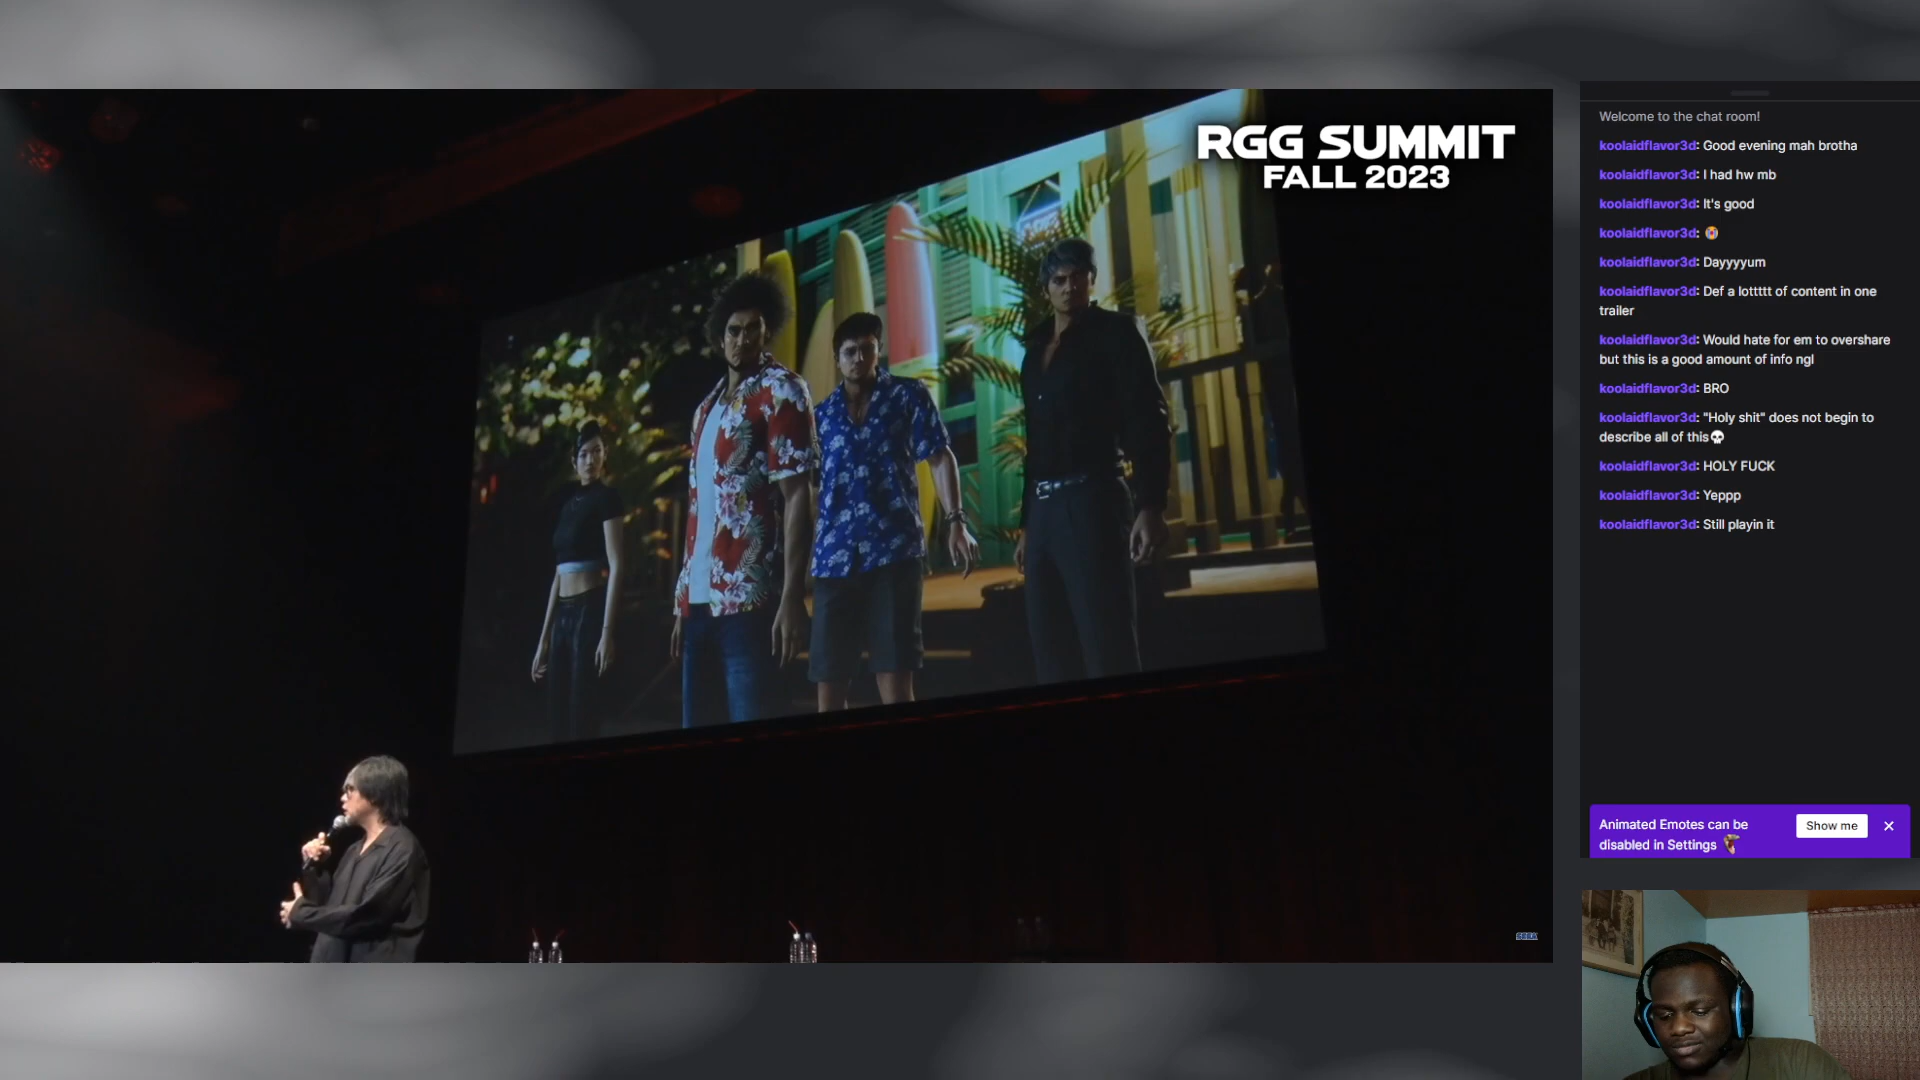 RGG SUMMIT
FALL 2023
SEGA
Welcome to the chat room!
koolaidflavor3d: Good evening mah brotha
koolaidflavor3d: I had hw mb
koolaidflavor3d: It's good
koolaidflavor3d:
koolaidflavor3d: Dayyyyum
koolaidflavor3d: Def a lottttt of content in one
trailer
koolaidflavor3d: Would hate for em to overshare
but this is a good amount of info ngl
koolaidflavor3d: BRO
koolaidflavor3d: "Holy shit" does not begin to
describe all of this💀
koolaidflavor3d: HOLY FUCK
koolaidflavor3d: Yeppp
koolaidflavor3d: Still playin it
Animated Emotes can be
disabled in Settings
Show me